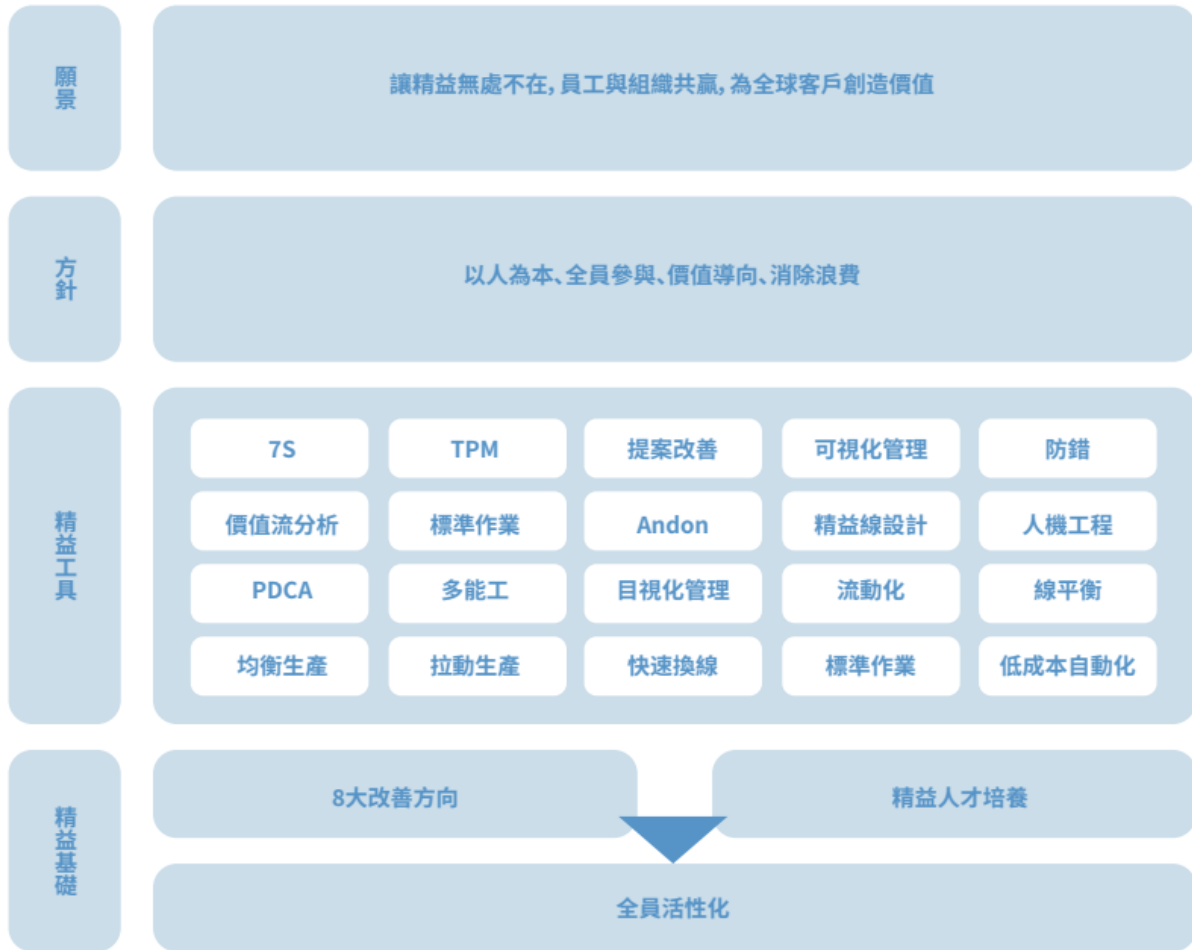 願景
讓精益無處不在, 員工與組織共贏, 為全球客戶創造價值
方針
以人為本、全員參與、價值導向、消除浪費
精益工具
7S
TPM
提案改善
可視化管理
防錯
價值流分析
標準作業
Andon
精益線設計
人機工程
PDCA
多能工
目視化管理
流動化
線平衡
均衡生產
拉動生產
快速換線
標準作業
低成本自動化
精益基礎
8大改善方向
精益人才培養
全員活性化